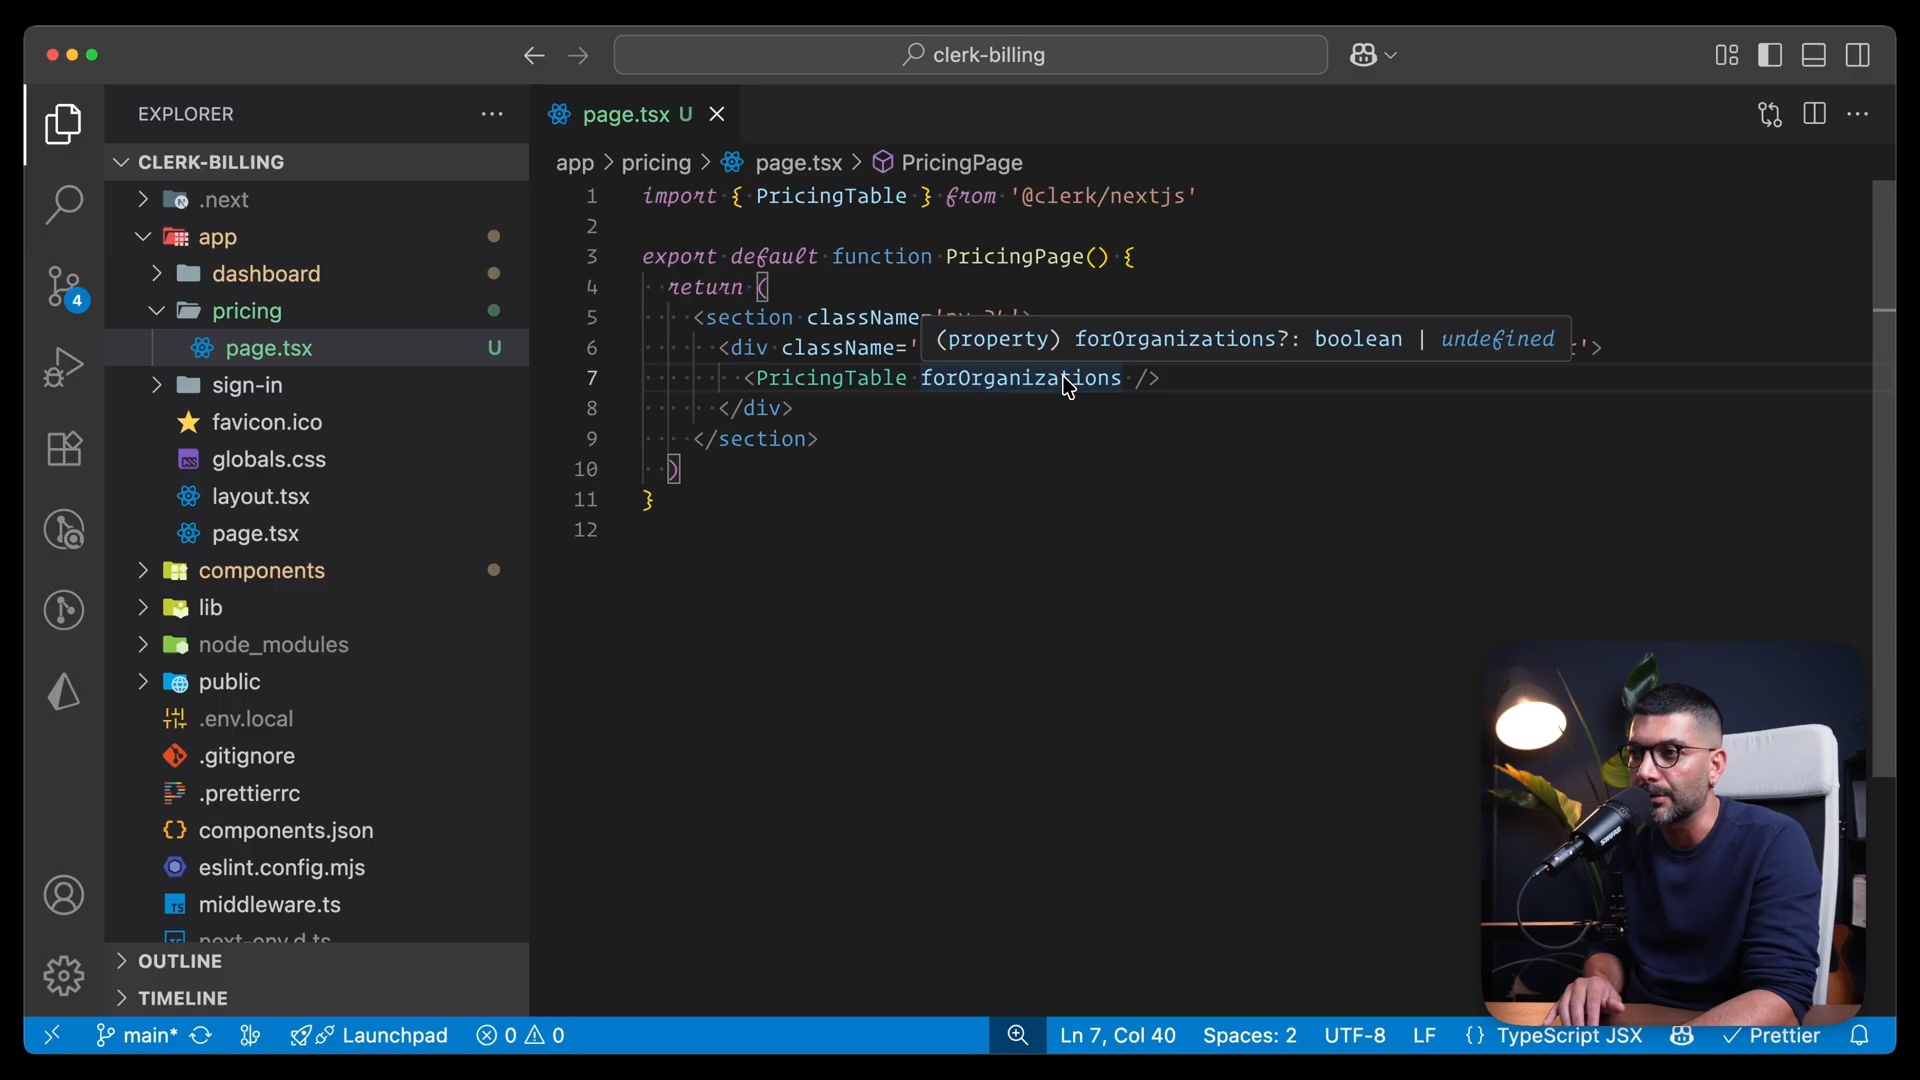 clerk-billing
EXPLORER
CLERK-BILLING
.next
app
dashboard
pricing
page.tsx U
sign-in
favicon.ico
globals.css
layout.tsx
page.tsx
components
lib
node_modules
public
.env.local
.gitignore
.prettierrc
components.json
eslint.config.mjs
middleware.ts
next-env.d.ts
OUTLINE
TIMELINE
4
page.tsx U
app > pricing > page.tsx > PricingPage
1 import { PricingTable } from '@clerk/nextjs'
2
3 export default function PricingPage() {
4 return (
5 <section className=
(property) forOrganizations?: boolean | undefined
6 <div className=' '>
7 <PricingTable forOrganizations />
8 </div>
9 </section>
10 )
11 }
12
SHURE
main* Launchpad 0 0 Ln 7, Col 40 Spaces: 2 UTF-8 LF {} TypeScript JSX Prettier